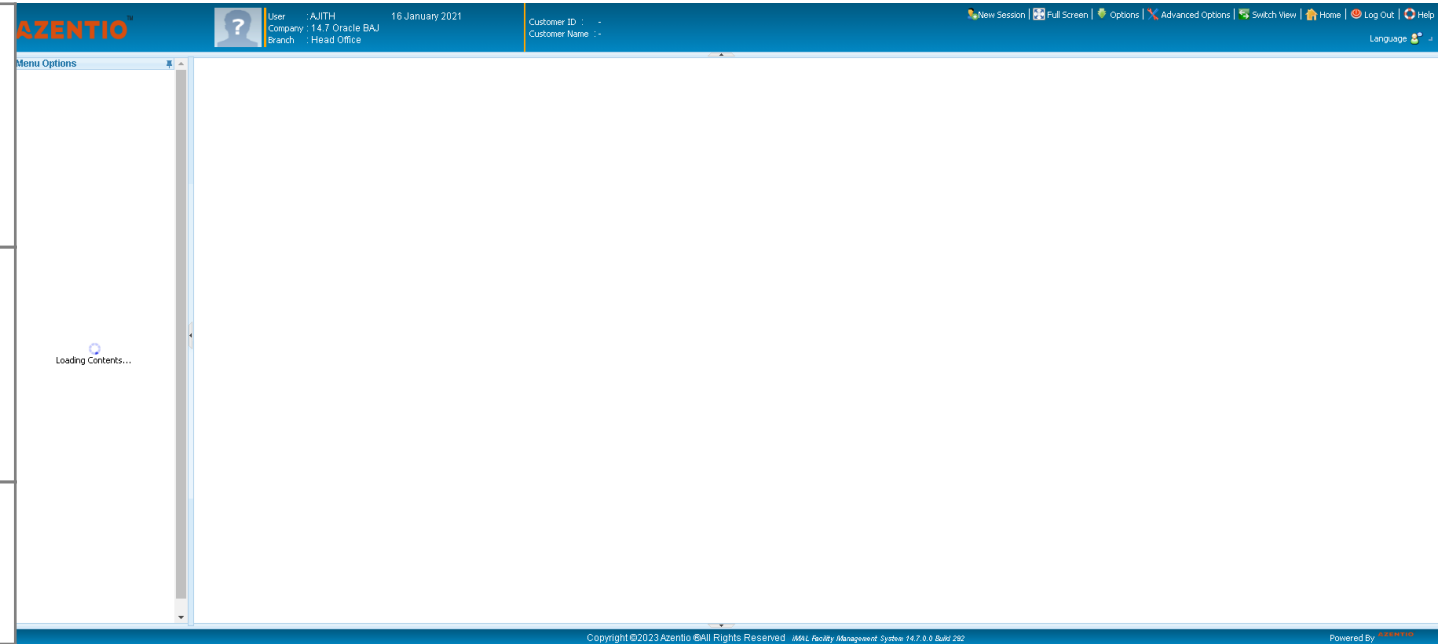 AZENTIO™
User : AJITH 16 January 2021
Company : 14.7 Oracle BAJ
Branch : Head Office
Customer ID : -
Customer Name : -
New Session | Full Screen | Options | Advanced Options | Switch View | Home | Log Out | Help
Language
Menu Options
Loading Contents...
Copyright ©2023 Azentio ®All Rights Reserved iMAL Facility Management System 14.7.0.0 Build 292
Powered By AZENTIO